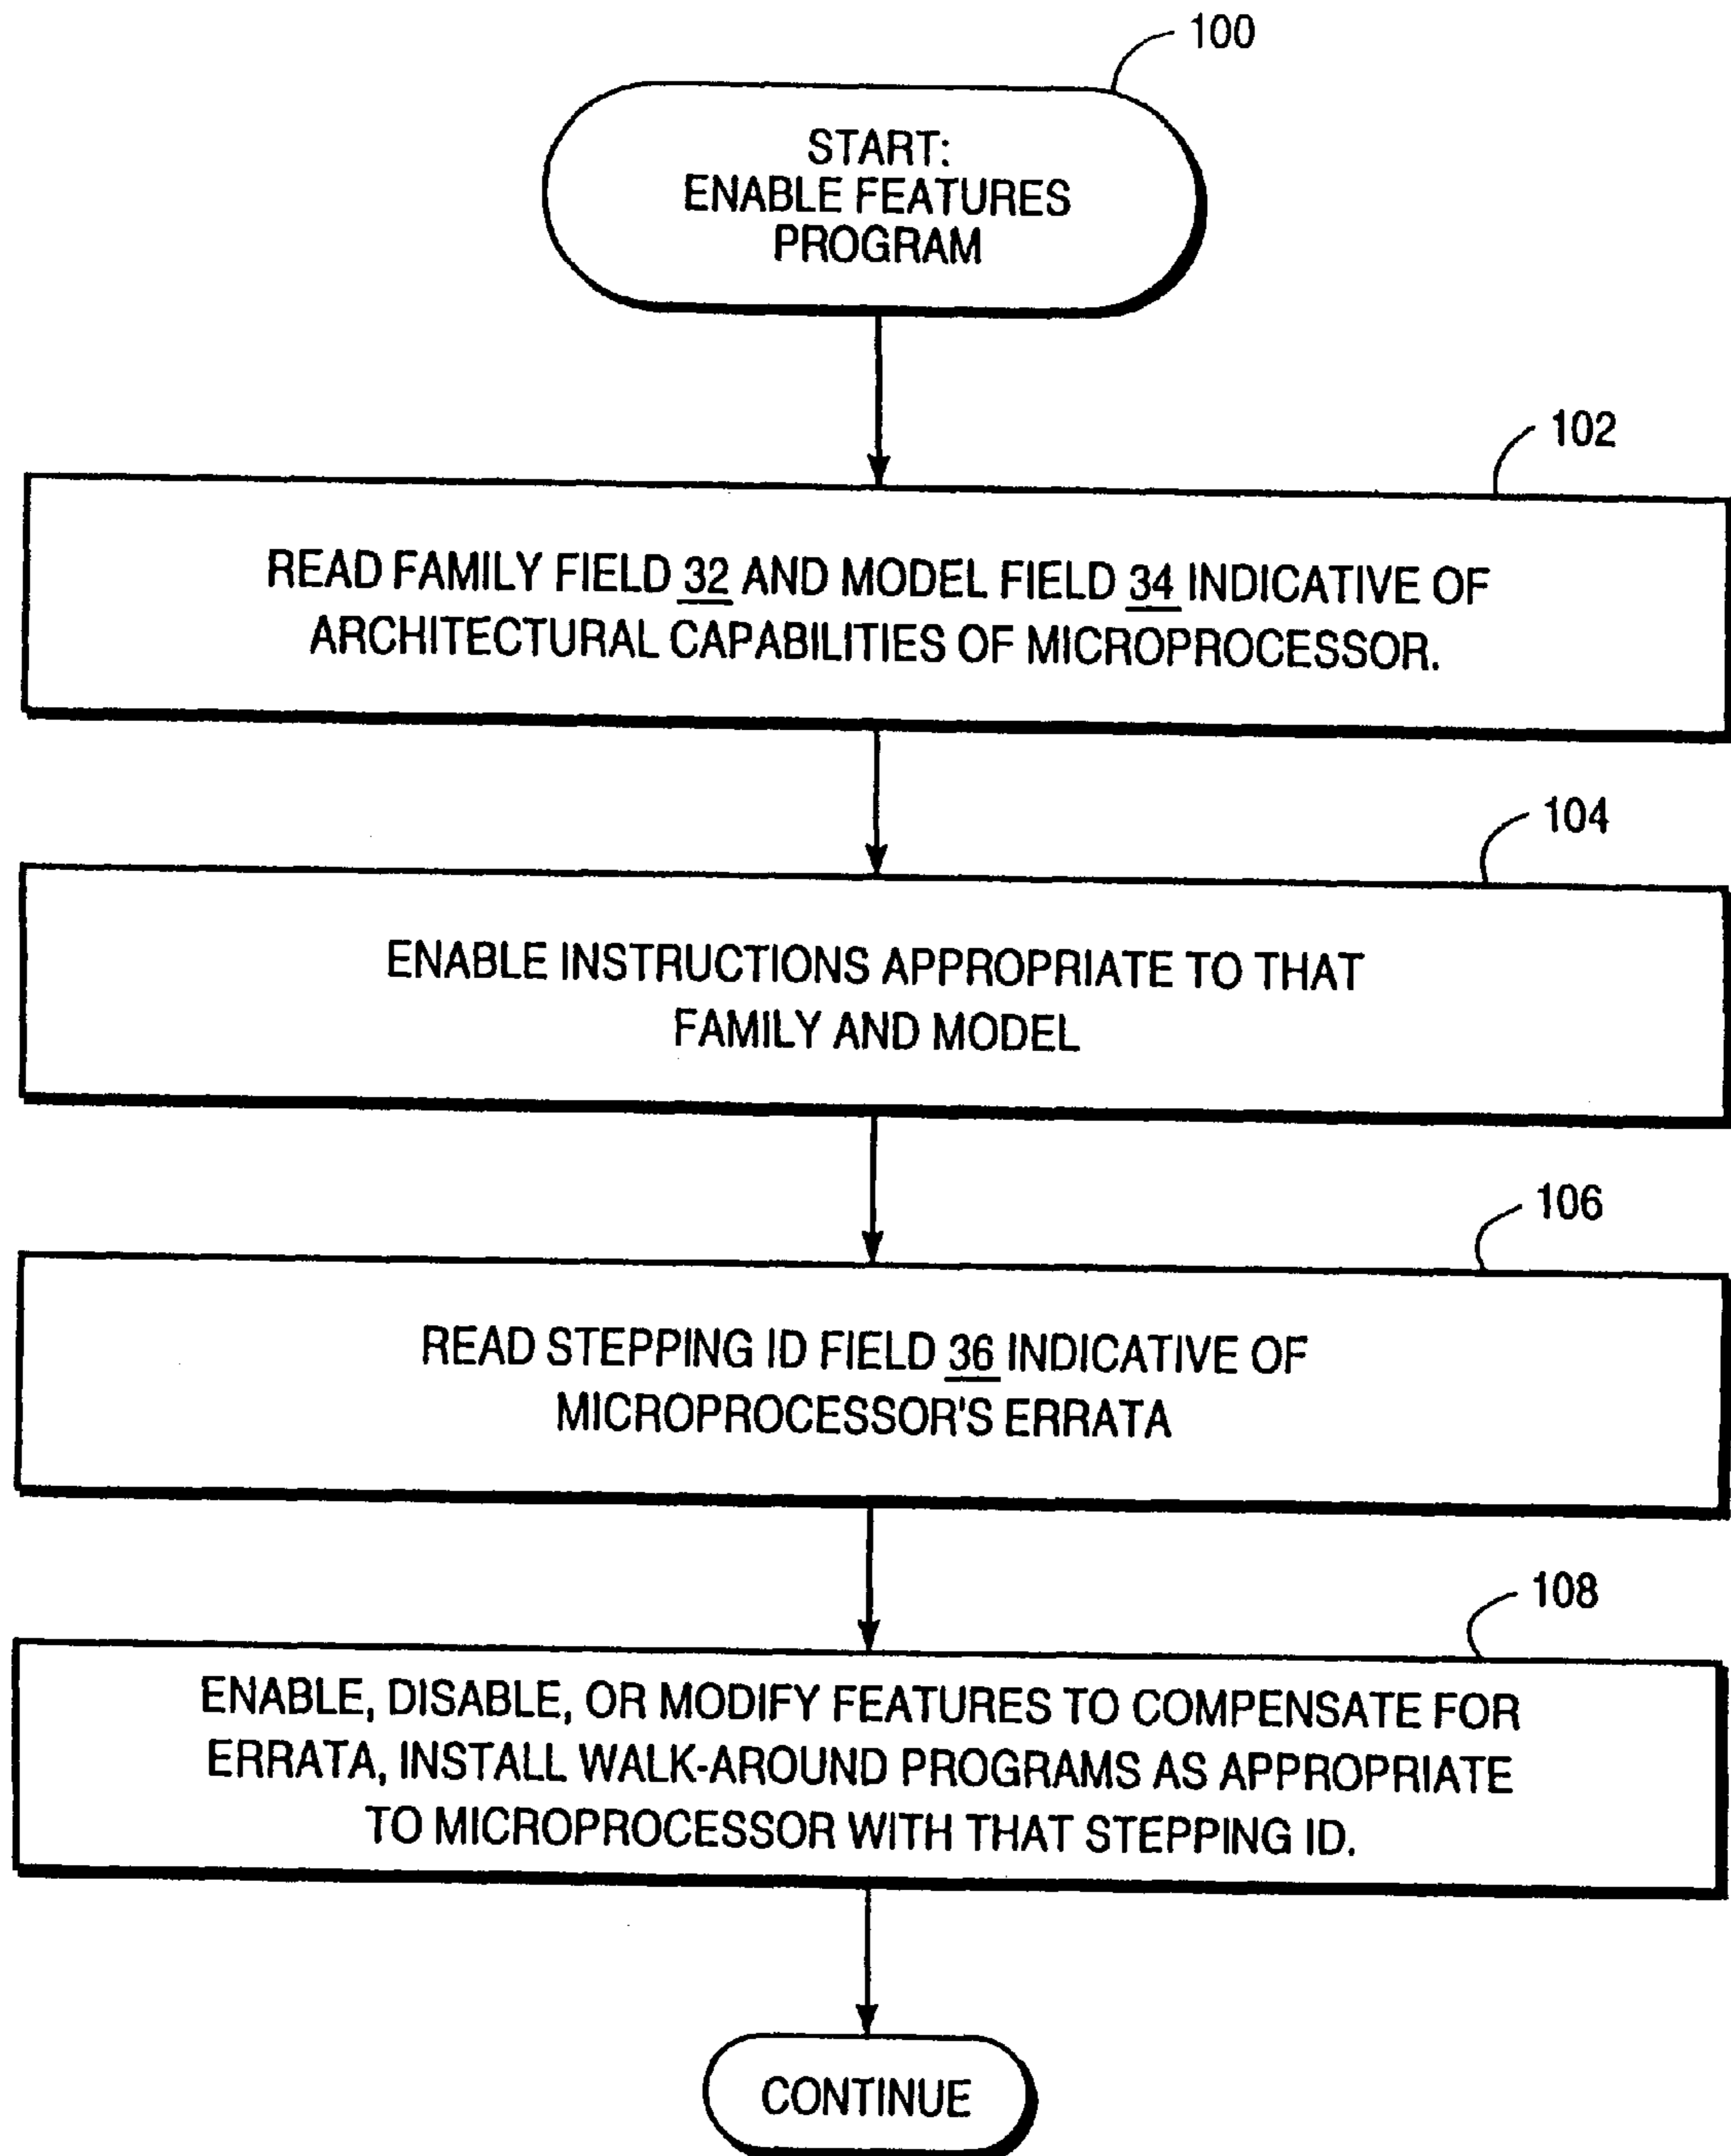 100
START:
ENABLE FEATURES
PROGRAM
102
READ FAMILY FIELD 32 AND MODEL FIELD 34 INDICATIVE OF
ARCHITECTURAL CAPABILITIES OF MICROPROCESSOR.
104
ENABLE INSTRUCTIONS APPROPRIATE TO THAT
FAMILY AND MODEL
106
READ STEPPING ID FIELD 36 INDICATIVE OF
MICROPROCESSOR'S ERRATA
108
ENABLE, DISABLE, OR MODIFY FEATURES TO COMPENSATE FOR
ERRATA, INSTALL WALK-AROUND PROGRAMS AS APPROPRIATE
TO MICROPROCESSOR WITH THAT STEPPING ID.
CONTINUE